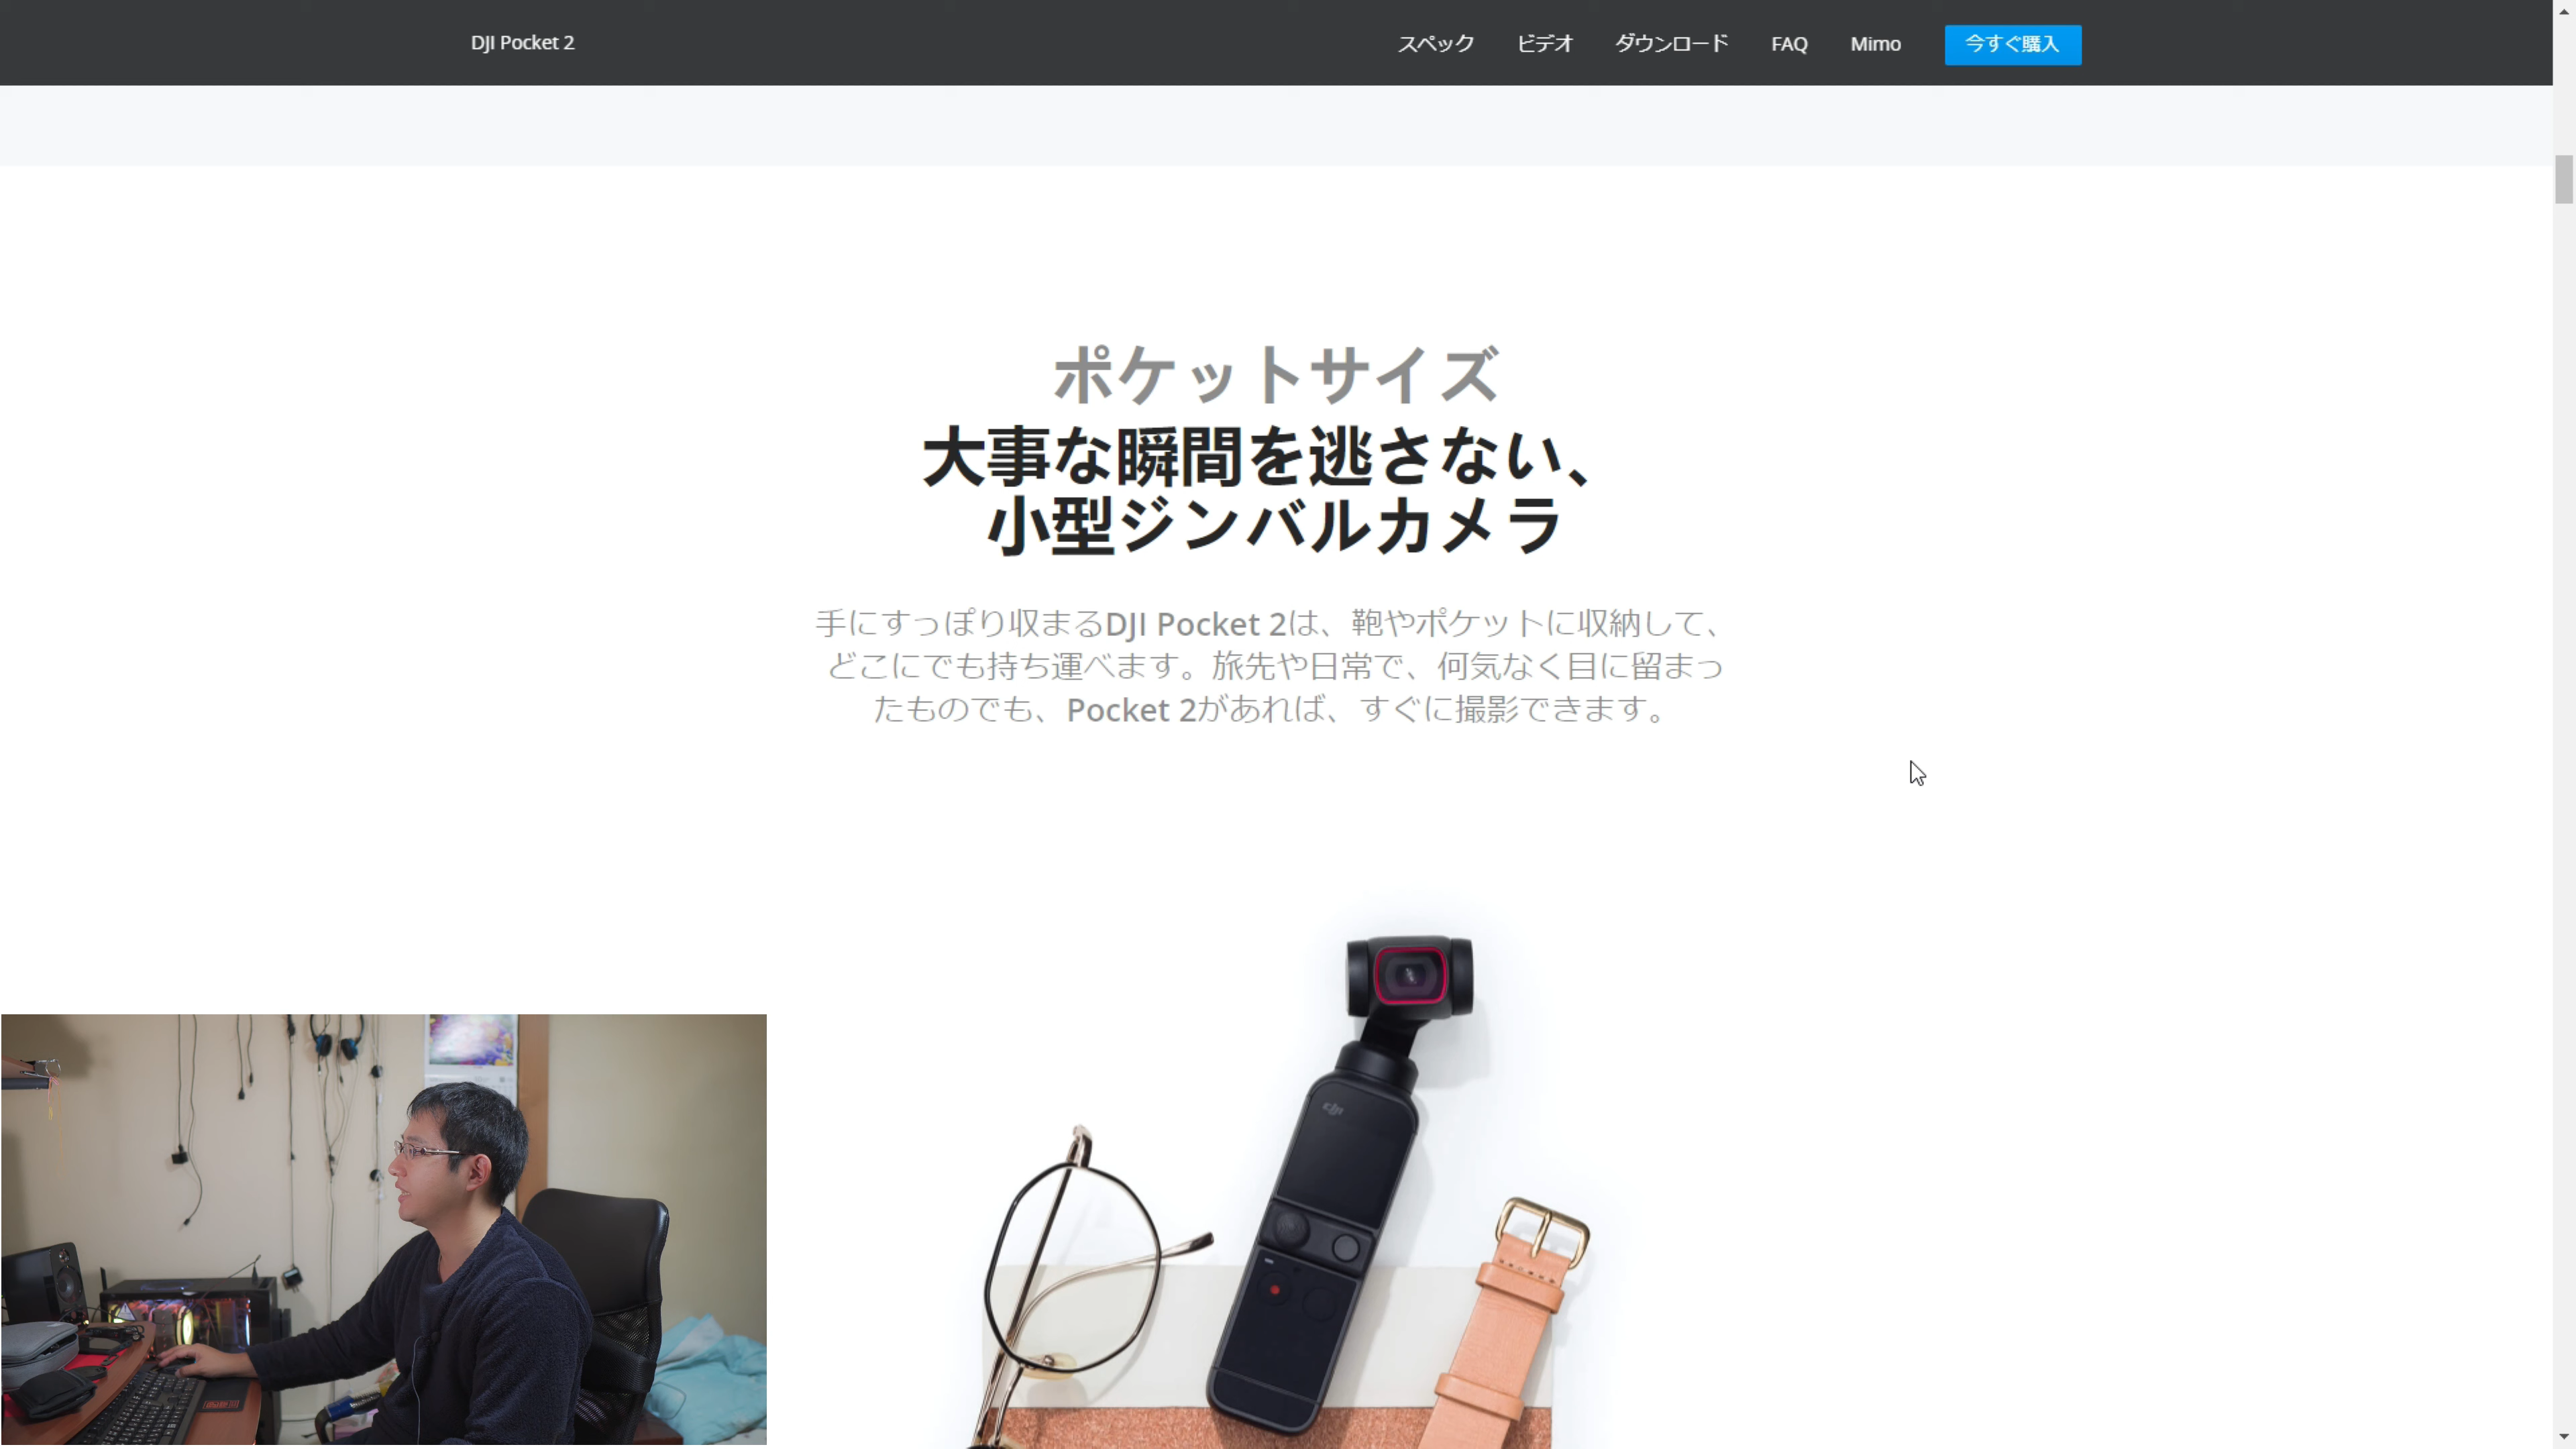 DJI Pocket 2
スペック ビデオ ダウンロード FAQ Mimo 今すぐ購入
ポケットサイズ
大事な瞬間を逃さない、
小型ジンバルカメラ
手にすっぽり収まるDJI Pocket 2は、鞄やポケットに収納して、
どこにでも持ち運べます。旅先や日常で、何気なく目に留まっ
たものでも、Pocket 2があれば、すぐに撮影できます。
dji